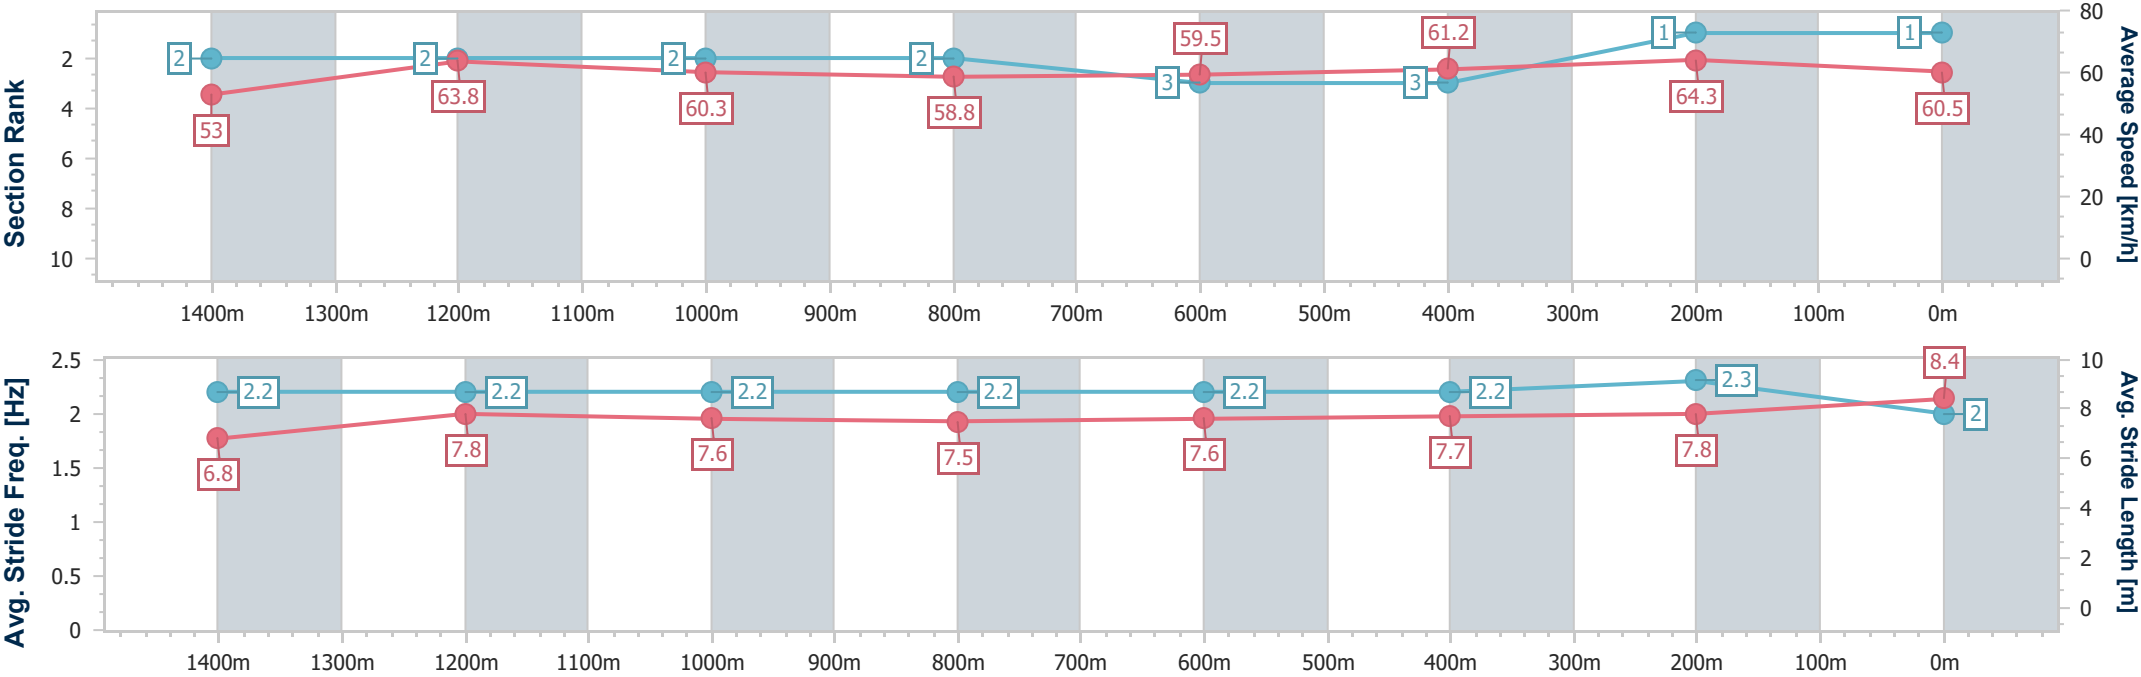 Section Rank
2
4
6
8
10
2 2 2 2 3 3 1 1
53 63.8 60.3 58.8 59.5 61.2 64.3 60.5
80
60
40
20
0
Average Speed [km/h]
1400m 1300m 1200m 1100m 1000m 900m 800m 700m 600m 500m 400m 300m 200m 100m 0m
Avg. Stride Freq. [Hz]
2.5
2
1.5
1
0.5
0
2.2 2.2 2.2 2.2 2.2 2.2 2.3 2
6.8 7.8 7.6 7.5 7.6 7.7 7.8 8.4
10
8
6
4
2
0
Avg. Stride Length [m]
1400m 1300m 1200m 1100m 1000m 900m 800m 700m 600m 500m 400m 300m 200m 100m 0m